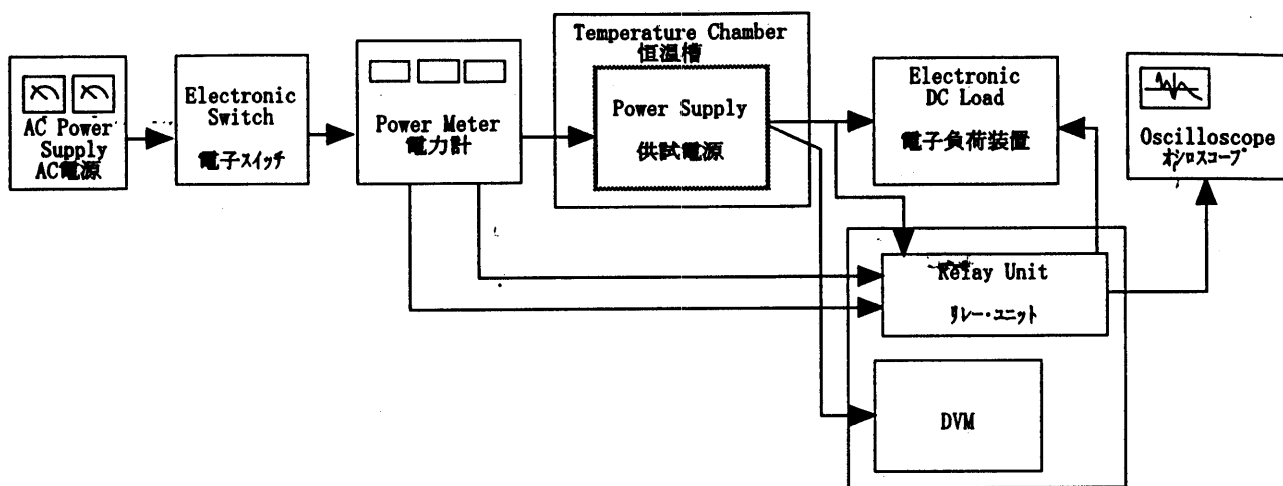 AC Power
Supply
AC電源
Electronic
Switch
電子スイッチ
Power Meter
電力計
Temperature Chamber
恒温槽
Power Supply
供試電源
Electronic
DC Load
電子負荷装置
Oscilloscope
オシロスコープ
Relay Unit
リレー・ユニット
DVM